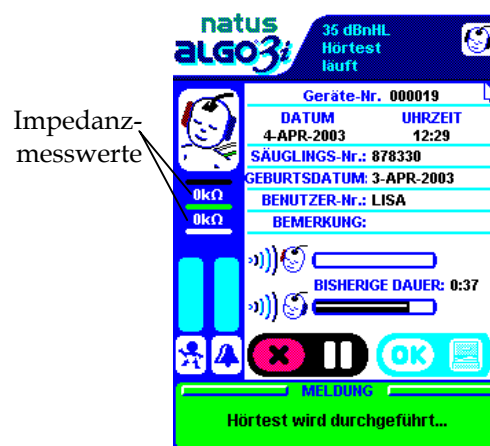 natus
ALGO3i
35 dBnHL
Hörtest
läuft
Impedanz-
messwerte
Geräte-Nr. 000019
DATUM UHRZEIT
4-APR-2003 12:29
SÄUGLINGS-Nr.: 878330
GEBURTSDATUM: 3-APR-2003
BENUTZER-Nr.: LISA
BEMERKUNG:
0kΩ
0kΩ
BISHERIGE DAUER: 0:37
OK
MELDUNG
Hörtest wird durchgeführt...